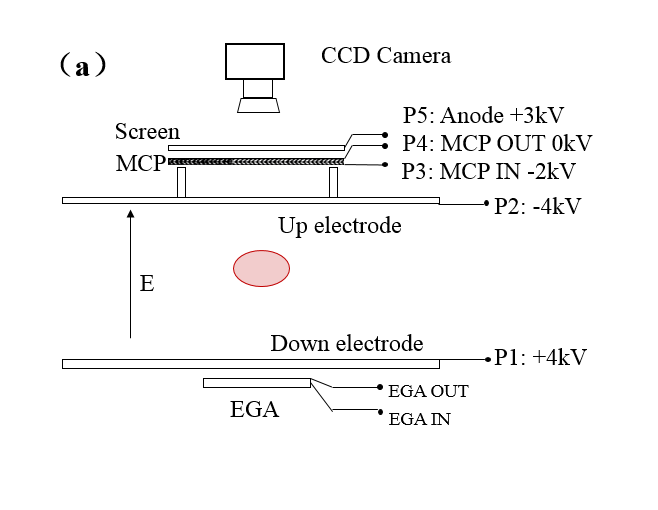 (a)
CCD Camera
P5: Anode +3kV
Screen
P4: MCP OUT 0kV
MCP
P3: MCP IN -2kV
P2: -4kV
Up electrode
E
Down electrode
P1: +4kV
EGA OUT
EGA
EGA IN